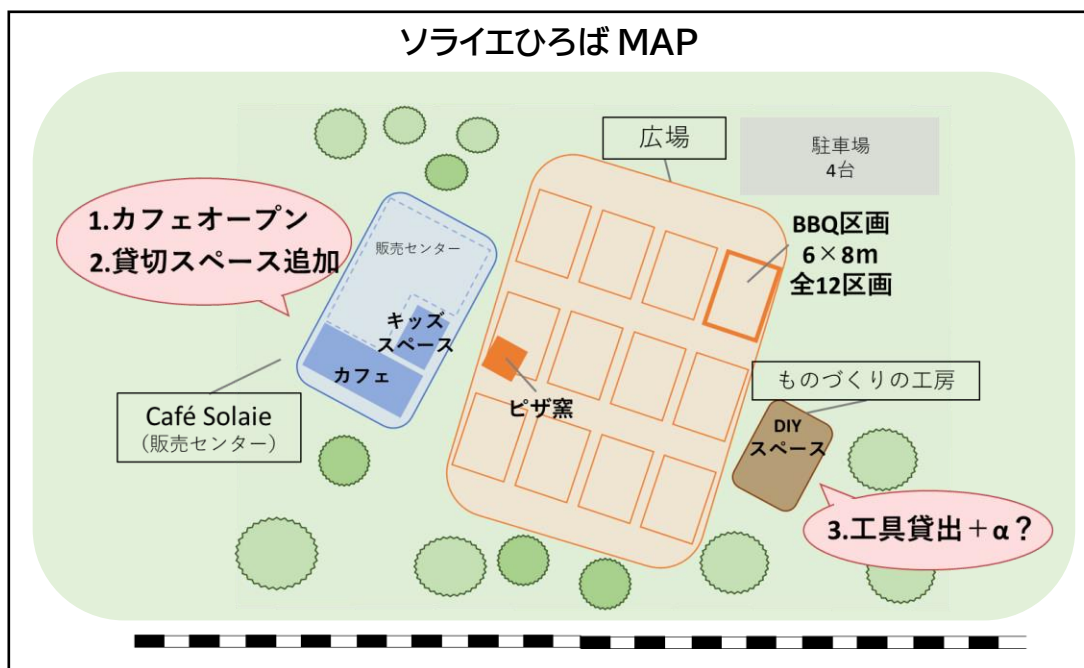 ソライエひろば MAP
広場
駐車場
4台
1.カフェオープン
2.貸切スペース追加
販売センター
BBQ区画
6×8m
全12区画
キッズ
スペース
カフェ
ピザ窯
ものづくりの工房
Café Solaie
（販売センター）
DIY
スペース
3.工具貸出＋α？